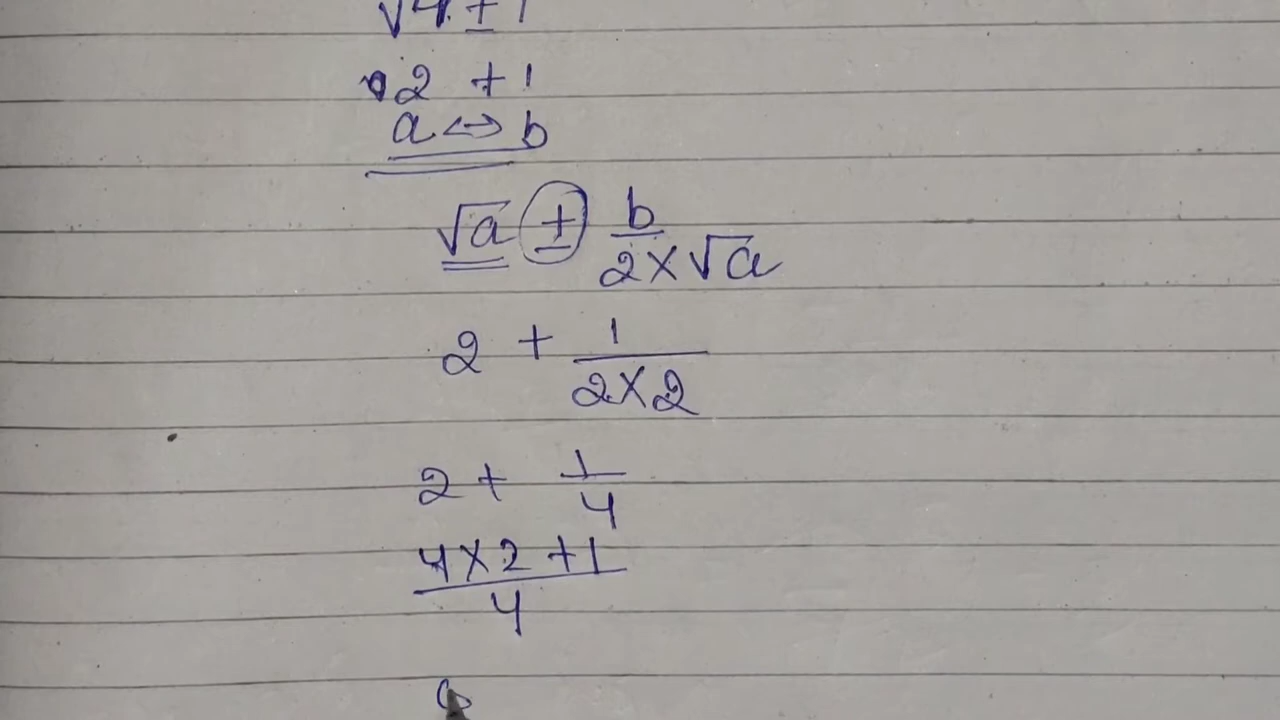 √4 ± 1
2 + 1
a ↔ b
√a ± b/(2×√a)
2 + 1/(2×2)
2 + 1/4
(4×2+1)/4